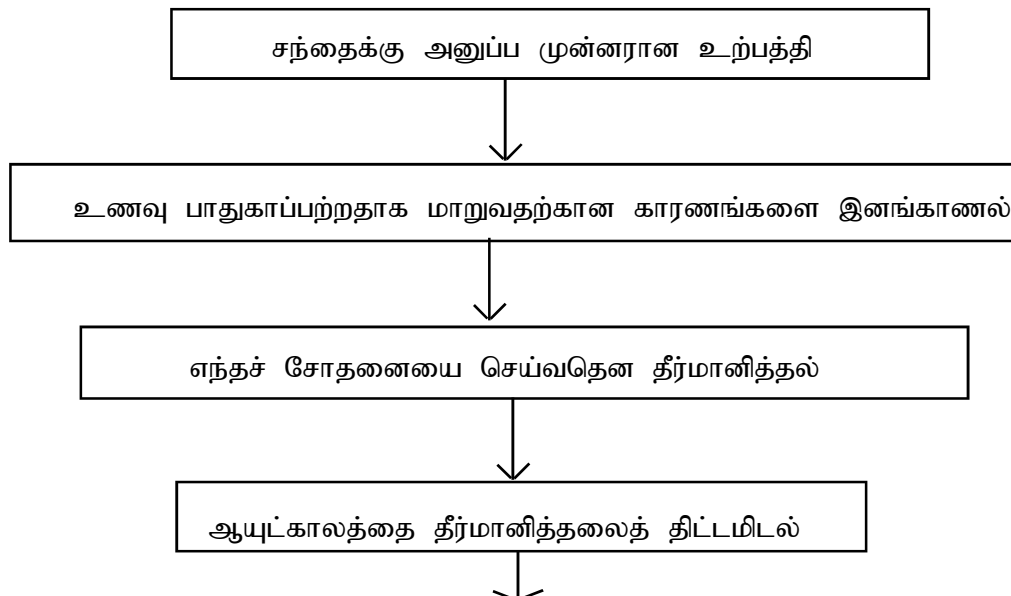 சந்தைக்கு அனுப்ப முன்னரான உற்பத்தி
உணவு பாதுகாப்பற்றதாக மாறுவதற்கான காரணங்களை இனங்காணல்
எந்தச் சோதனையை செய்வதென தீர்மானித்தல்
ஆயுட்காலத்தை தீர்மானித்தலைத் திட்டமிடல்